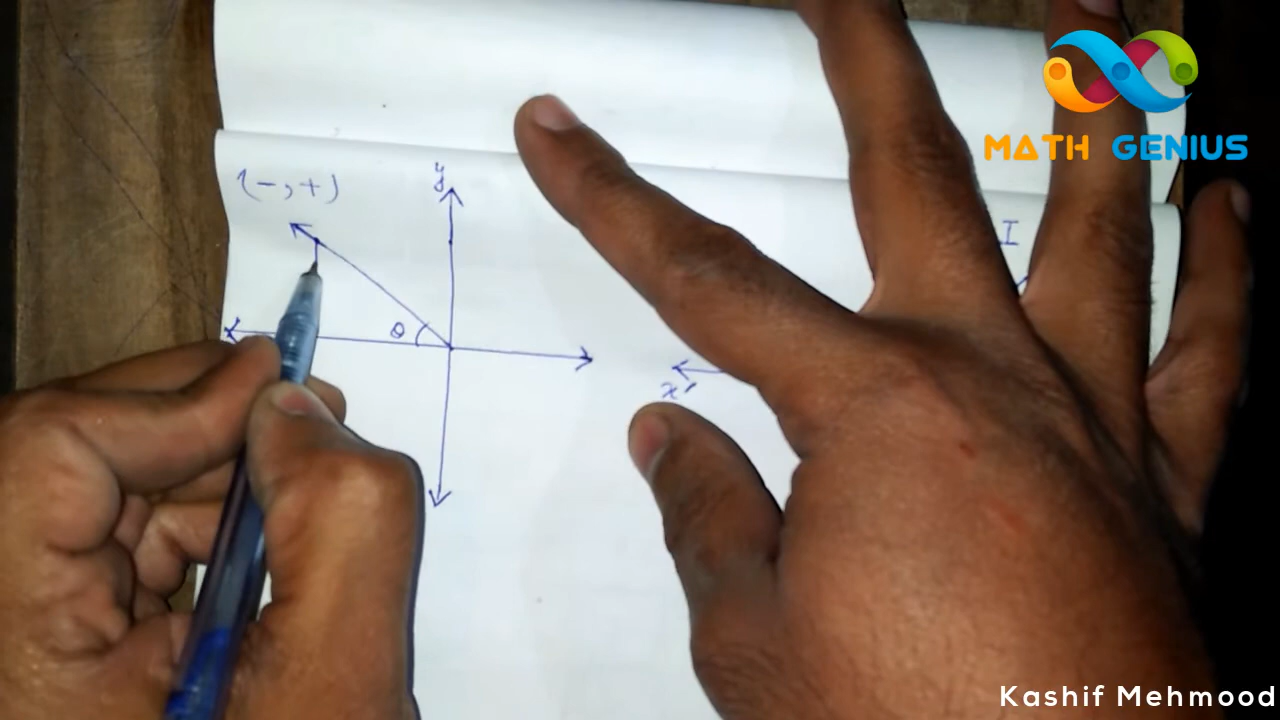 MATH GENIUS
(-,+)
y
I
θ
x'
Kashif Mehmood